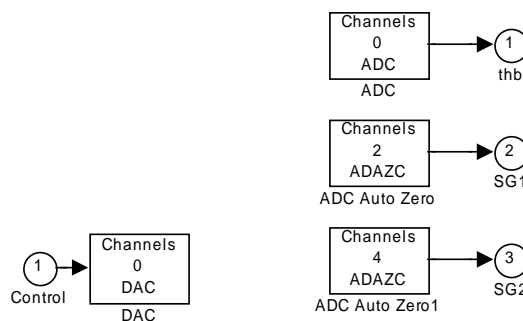 Channels
0
ADC
ADC
1
thb
Channels
2
ADAZC
ADC Auto Zero
2
SG1
1
Control
Channels
0
DAC
DAC
Channels
4
ADAZC
ADC Auto Zero1
3
SG2